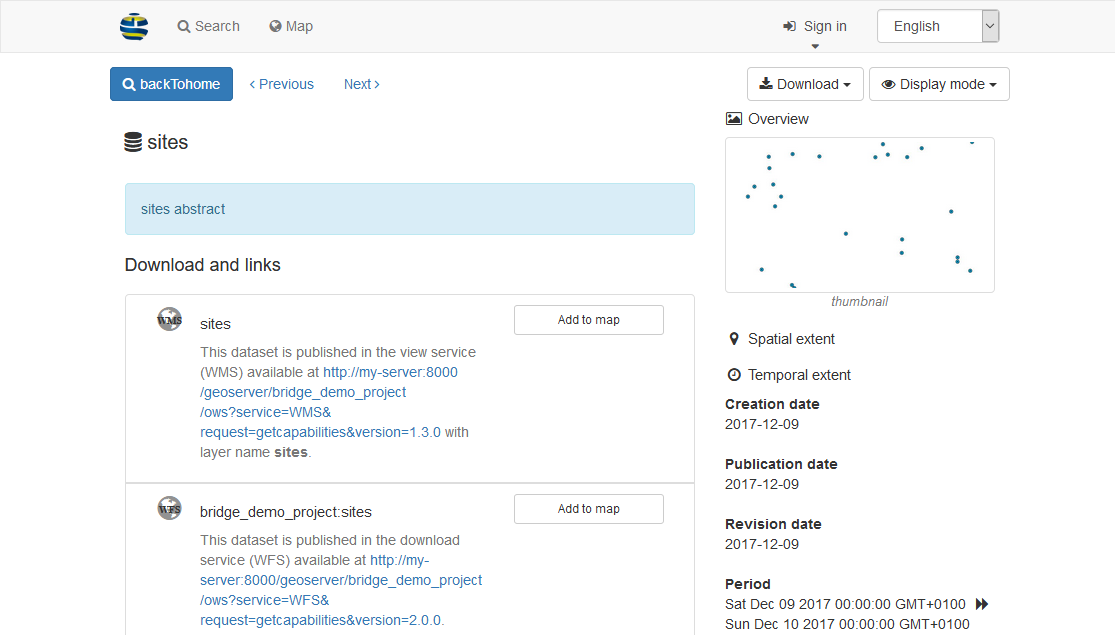 Search
Map
Sign in
English
backTohome
Previous
Next
Download
Display mode
sites
sites abstract
Download and links
WMS
sites
Add to map
This dataset is published in the view service
(WMS) available at http://my-server:8000
/geoserver/bridge_demo_project
/ows?service=WMS&
request=getcapabilities&version=1.3.0 with
layer name sites.
WFS
bridge_demo_project:sites
Add to map
This dataset is published in the download
service (WFS) available at http://my-
server:8000/geoserver/bridge_demo_project
/ows?service=WFS&
request=getcapabilities&version=2.0.0.
Overview
thumbnail
Spatial extent
Temporal extent
Creation date
2017-12-09
Publication date
2017-12-09
Revision date
2017-12-09
Period
Sat Dec 09 2017 00:00:00 GMT+0100
Sun Dec 10 2017 00:00:00 GMT+0100